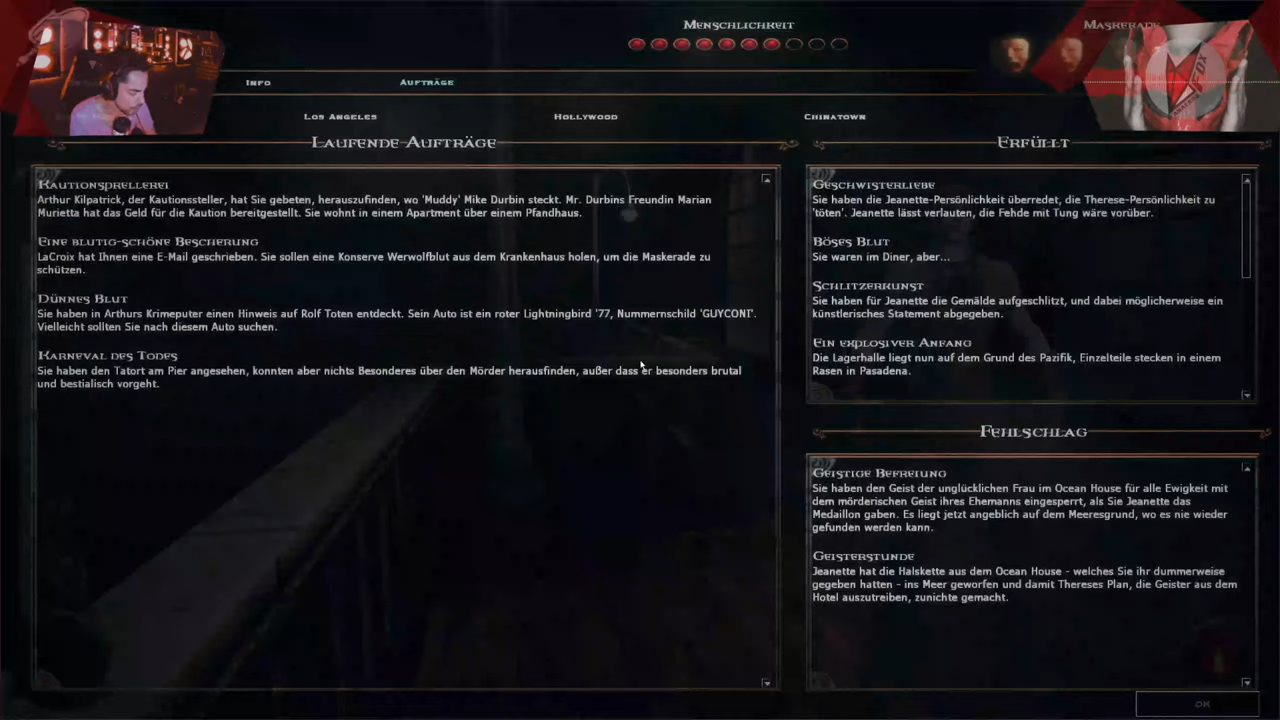 Menschlichkeit
Maskerade
Info
Aufträge
Los Angeles
Hollywood
Chinatown
Laufende Aufträge
Kautionsprellerei
Arthur Kilpatrick, der Kautionssteller, hat Sie gebeten, herauszufinden, wo 'Muddy' Mike Durbin steckt. Mr. Durbins Freundin Marian
Murietta hat das Geld für die Kaution bereitgestellt. Sie wohnt in einem Apartment über einem Pfandhaus.
Eine blutig-schöne Bescherung
LaCroix hat Ihnen eine E-Mail geschrieben. Sie sollen eine Konserve Werwolfblut aus dem Krankenhaus holen, um die Maskerade zu
schützen.
Dünnes Blut
Sie haben in Arthurs Krimeputer einen Hinweis auf Rolf Toten entdeckt. Sein Auto ist ein roter Lightningbird '77, Nummernschild 'GUYCONI'.
Vielleicht sollten Sie nach diesem Auto suchen.
Karneval des Todes
Sie haben den Tatort am Pier angesehen, konnten aber nichts Besonderes über den Mörder herausfinden, außer dass er besonders brutal
und bestialisch vorgeht.
Erfüllt
Geschwisterliebe
Sie haben die Jeanette-Persönlichkeit überredet, die Therese-Persönlichkeit zu
'töten'. Jeanette lässt verlauten, die Fehde mit Tung wäre vorüber.
Böses Blut
Sie waren im Diner, aber...
Schlitzerkunst
Sie haben für Jeanette die Gemälde aufgeschlitzt, und dabei möglicherweise ein
künstlerisches Statement abgegeben.
Ein explosiver Anfang
Die Lagerhalle liegt nun auf dem Grund des Pazifik, Einzelteile stecken in einem
Rasen in Pasadena.
Fehlschlag
Geistige Befreiung
Sie haben den Geist der unglücklichen Frau im Ocean House für alle Ewigkeit mit
dem mörderischen Geist ihres Ehemanns eingesperrt, als Sie Jeanette das
Medaillon gaben. Es liegt jetzt angeblich auf dem Meeresgrund, wo es nie wieder
gefunden werden kann.
Geisterstunde
Jeanette hat die Halskette aus dem Ocean House - welches Sie ihr dummerweise
gegeben hatten - ins Meer geworfen und damit Thereses Plan, die Geister aus dem
Hotel auszutreiben, zunichte gemacht.
OK